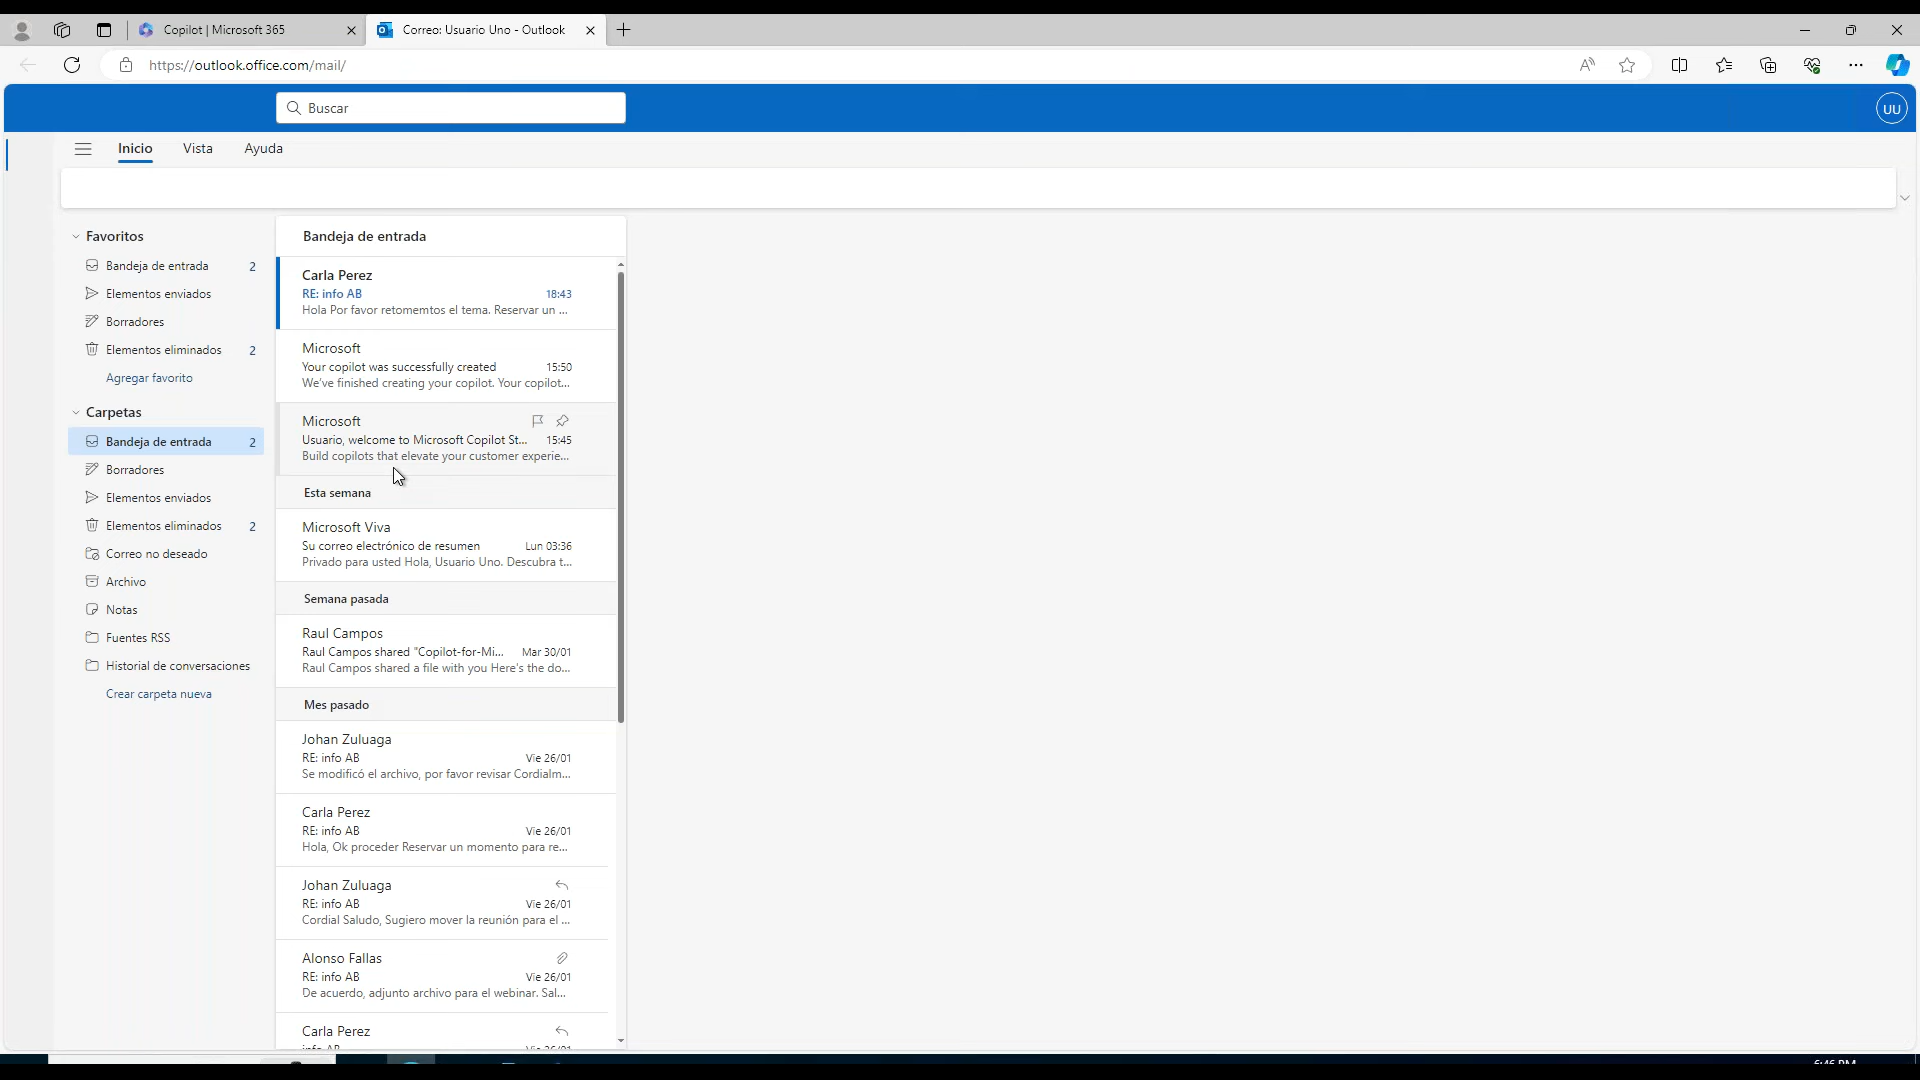 Copilot | Microsoft 365
Correo: Usuario Uno - Outlook
https://outlook.office.com/mail/
Buscar
UU
Inicio
Vista
Ayuda
Favoritos
Bandeja de entrada 2
Elementos enviados
Borradores
Elementos eliminados 2
Agregar favorito
Carpetas
Bandeja de entrada 2
Borradores
Elementos enviados
Elementos eliminados 2
Correo no deseado
Archivo
Notas
Fuentes RSS
Historial de conversaciones
Crear carpeta nueva
Bandeja de entrada
Carla Perez
RE: info AB 18:43
Hola Por favor retomemtos el tema. Reservar un ...
Microsoft
Your copilot was successfully created 15:50
We've finished creating your copilot. Your copilot...
Microsoft
Usuario, welcome to Microsoft Copilot St... 15:45
Build copilots that elevate your customer experie...
Esta semana
Microsoft Viva
Su correo electrónico de resumen Lun 03:36
Privado para usted Hola, Usuario Uno. Descubra t...
Semana pasada
Raul Campos
Raul Campos shared "Copilot-for-Mi... Mar 30/01
Raul Campos shared a file with you Here's the do...
Mes pasado
Johan Zuluaga
RE: info AB Vie 26/01
Se modificó el archivo, por favor revisar Cordialm...
Carla Perez
RE: info AB Vie 26/01
Hola, Ok proceder Reservar un momento para re...
Johan Zuluaga
RE: info AB Vie 26/01
Cordial Saludo, Sugiero mover la reunión para el ...
Alonso Fallas
RE: info AB Vie 26/01
De acuerdo, adjunto archivo para el webinar. Sal...
Carla Perez
info AB Vie 26/01
6:46 PM